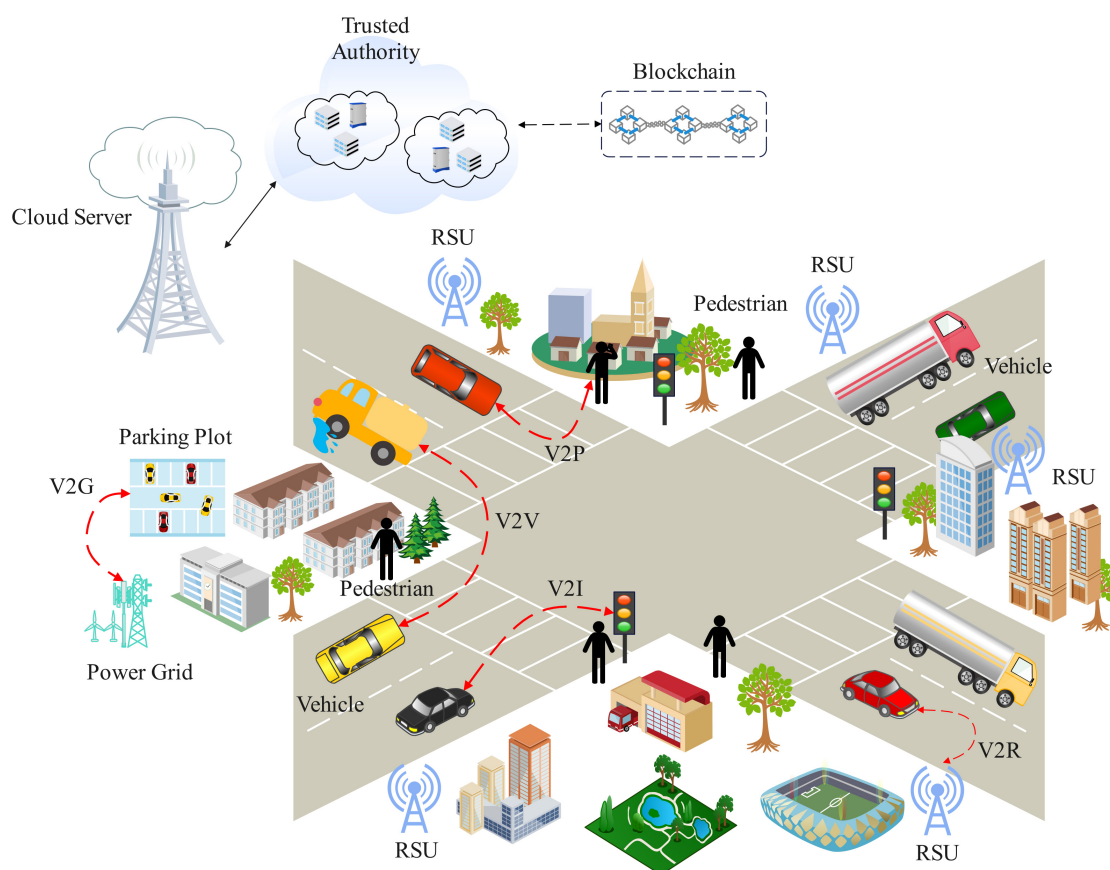 Trusted
Authority
Blockchain
Cloud Server
RSU
RSU
Pedestrian
Vehicle
Parking Plot
V2P
V2G
RSU
V2V
Pedestrian
V2I
Power Grid
Vehicle
V2R
RSU
RSU